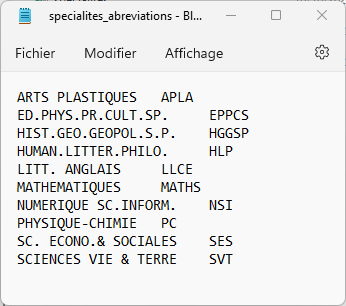 specialites_abreviations - Bl...
Fichier Modifier Affichage
ARTS PLASTIQUES APLA
ED.PHYS.PR.CULT.SP. EPPCS
HIST.GEO.GEOPOL.S.P. HGGSP
HUMAN.LITTER.PHILO. HLP
LITT. ANGLAIS LLCE
MATHEMATIQUES MATHS
NUMERIQUE SC.INFORM. NSI
PHYSIQUE-CHIMIE PC
SC. ECONO.& SOCIALES SES
SCIENCES VIE & TERRE SVT